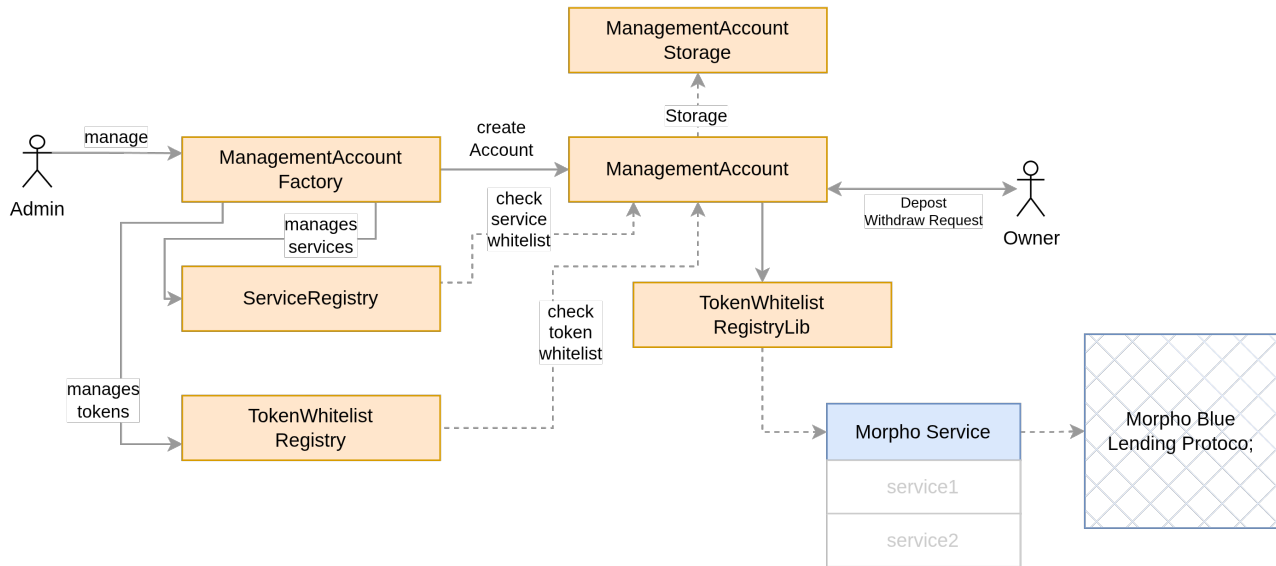 ManagementAccount
Storage
Storage
manage
create
Account
ManagementAccount
Factory
ManagementAccount
Admin
check
service
whitelist
Depost
Withdraw Request
Owner
manages
services
ServiceRegistry
TokenWhitelist
RegistryLib
check
token
whitelist
manages
tokens
TokenWhitelist
Registry
Morpho Service
Morpho Blue
Lending Protoco;
service1
service2